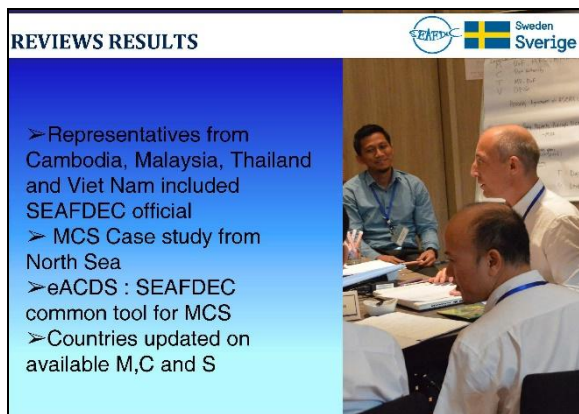 REVIEWS RESULTS
SEAFDEC
Sweden
Sverige
➢Representatives from
Cambodia, Malaysia, Thailand
and Viet Nam included
SEAFDEC official
➢ MCS Case study from
North Sea
➢eACDS : SEAFDEC
common tool for MCS
➢Countries updated on
available M,C and S